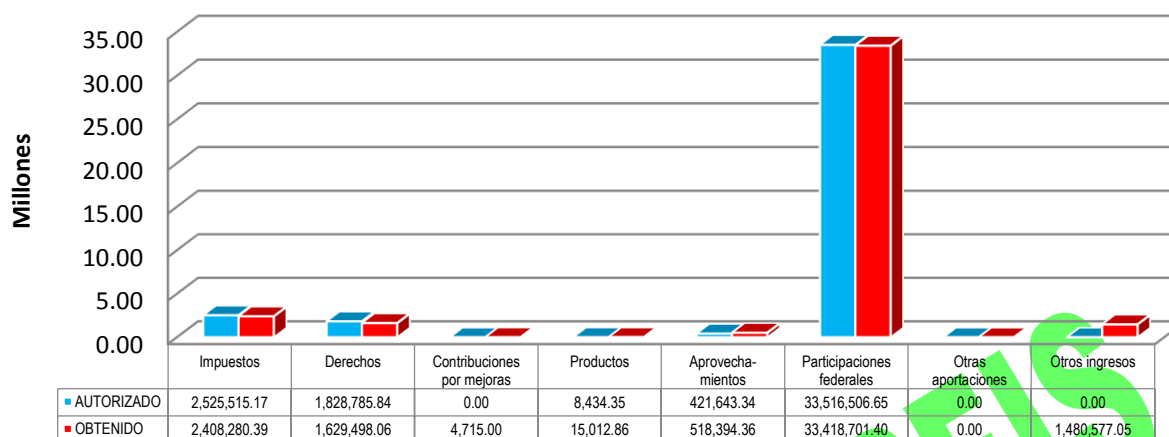 35.00
30.00
25.00
20.00
15.00
10.00
5.00
0.00
Millones
Impuestos Derechos Contribuciones por mejoras Productos Aprovecha-mientos Participaciones federales Otras aportaciones Otros ingresos
AUTORIZADO 2,525,515.17 1,828,785.84 0.00 8,434.35 421,643.34 33,516,506.65 0.00 0.00
OBTENIDO 2,408,280.39 1,629,498.06 4,715.00 15,012.86 518,394.36 33,418,701.40 0.00 1,480,577.05